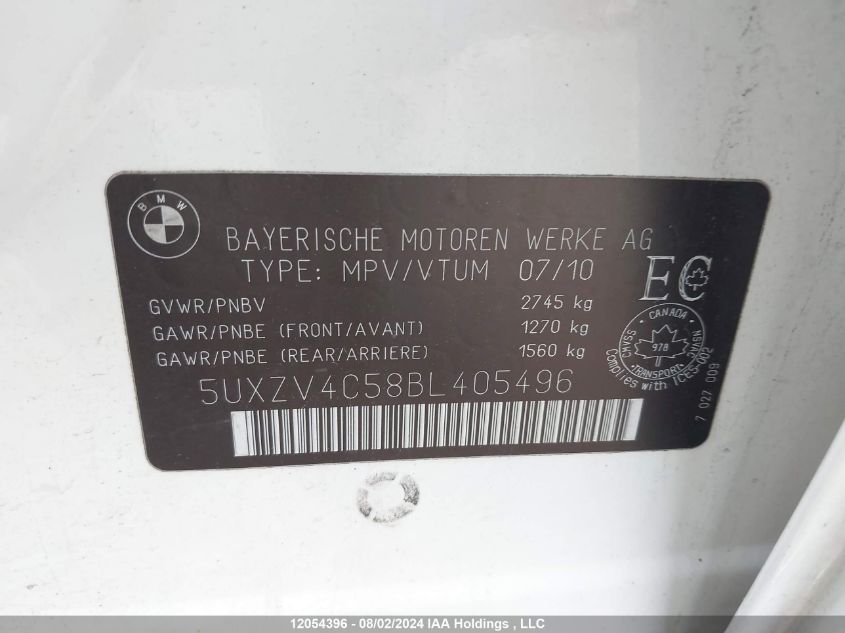 BMW
BAYERISCHE MOTOREN WERKE AG
TYPE: MPV/VTUM 07/10
EC
GVWR/PNBV 2745 kg
GAWR/PNBE (FRONT/AVANT) 1270 kg
GAWR/PNBE (REAR/ARRIERE) 1560 kg
CANADA
NSVAC
978
TRANSPORT
SSVAC
Complies with ICES-002
7 027 009
5UXZV4C58BL405496
12054396 - 08/02/2024 IAA Holdings , LLC